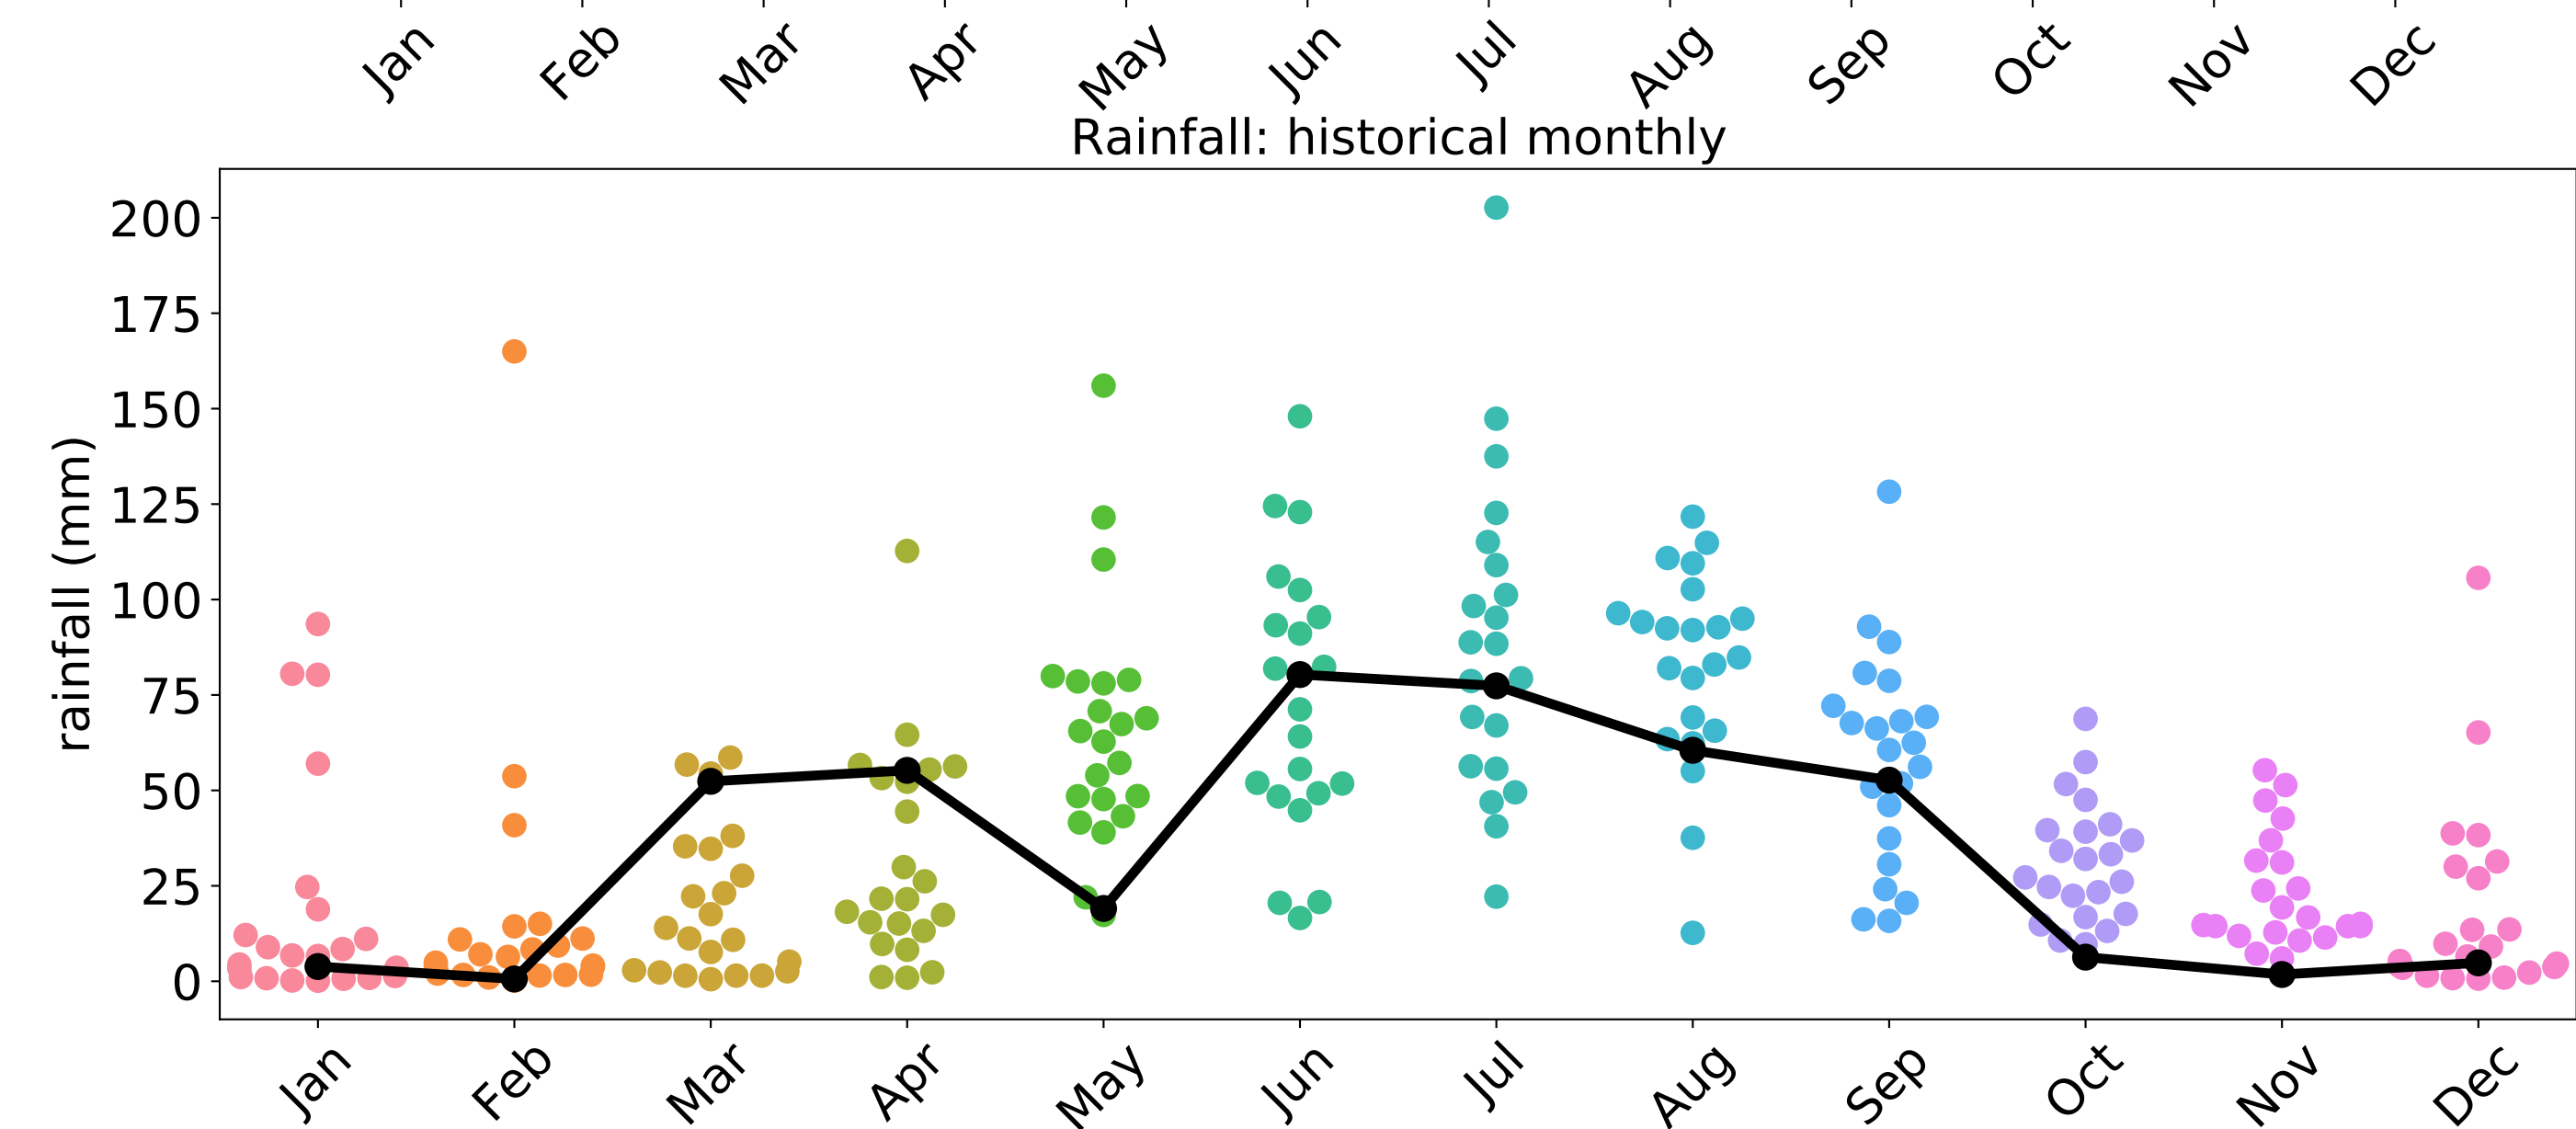 Jan Feb Mar Apr May Jun Jul Aug Sep Oct Nov Dec
Rainfall: historical monthly
rainfall (mm)
200
175
150
125
100
75
50
25
0
Jan Feb Mar Apr May Jun Jul Aug Sep Oct Nov Dec